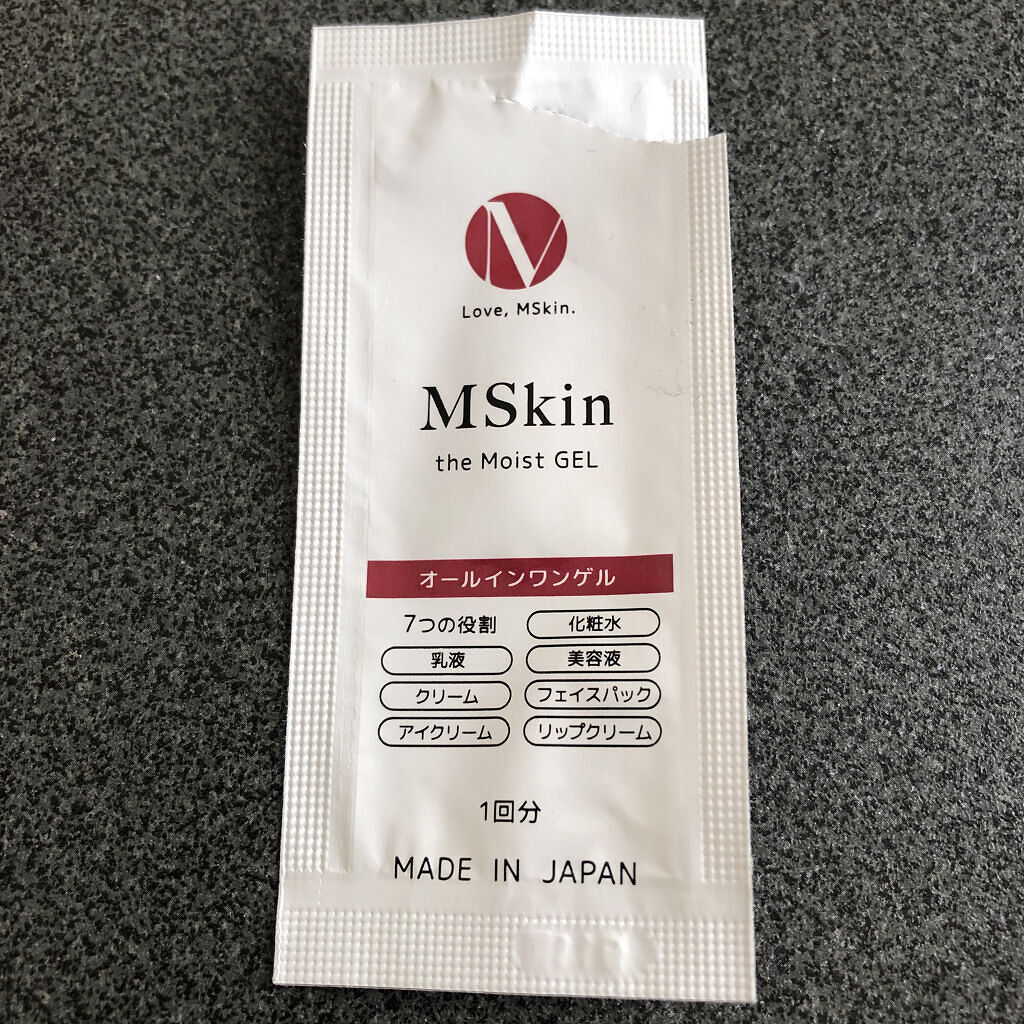 Love, MSkin.
MSkin
the Moist GEL
オールインワンゲル
7つの役割 化粧水
乳液 美容液
クリーム フェイスパック
アイクリーム リップクリーム
1回分
MADE IN JAPAN